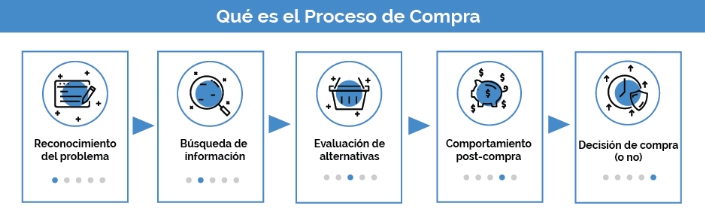 Qué es el Proceso de Compra
Reconocimiento
del problema
Búsqueda de
información
Evaluación de
alternativas
Comportamiento
post-compra
Decisión de compra
(o no)